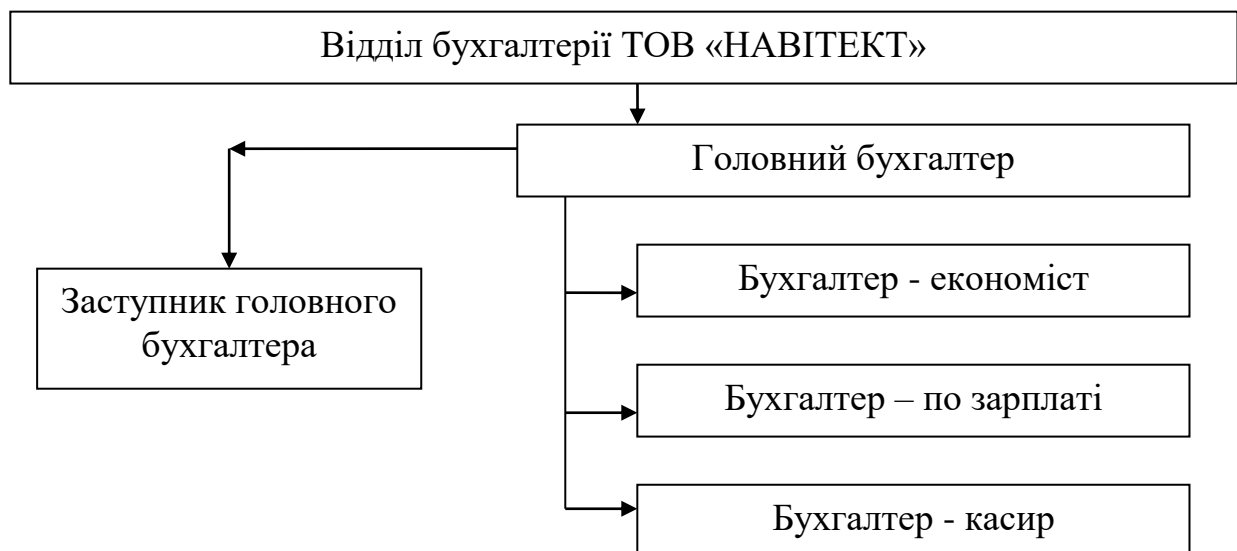 Відділ бухгалтерії ТОВ «НАВІТЕКТ»
Головний бухгалтер
Заступник головного
бухгалтера
Бухгалтер - економіст
Бухгалтер – по зарплаті
Бухгалтер - касир